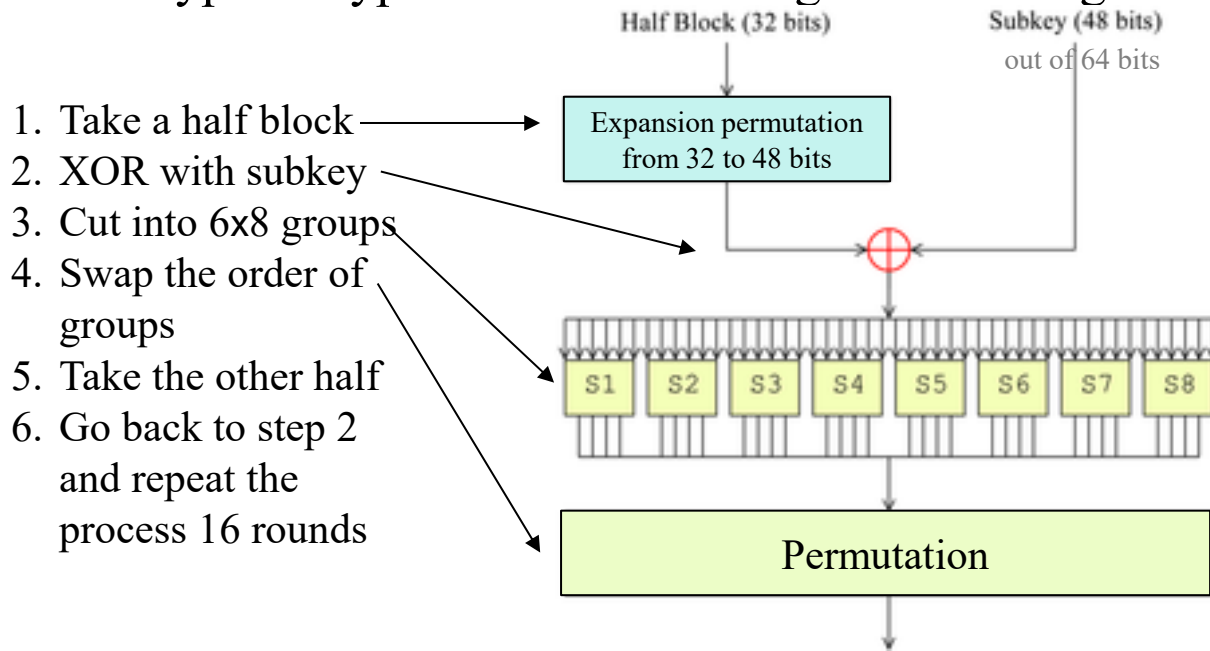 Half Block (32 bits)
Subkey (48 bits)
out of 64 bits
1. Take a half block
2. XOR with subkey
3. Cut into 6x8 groups
4. Swap the order of
groups
5. Take the other half
6. Go back to step 2
and repeat the
process 16 rounds
Expansion permutation
from 32 to 48 bits
S1 S2 S3 S4 S5 S6 S7 S8
Permutation